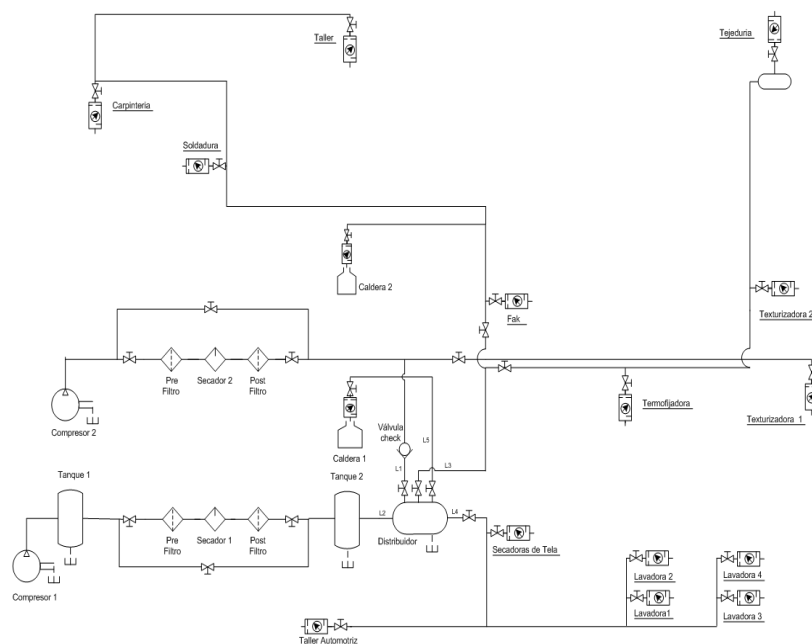 Taller
Tejeduria
Carpinteria
Soldadura
Caldera 2
Fak
Texturizadora 2
Pre
Filtro
Secador 2
Post
Filtro
Compresor 2
Caldera 1
Válvula
check
L5
Termofijadora
Texturizadora 1
Tanque 1
Tanque 2
L1
L3
L2
L4
Pre
Filtro
Secador 1
Post
Filtro
Distribuidor
Secadoras de Tela
Compresor 1
Lavadora 2
Lavadora 4
Lavadora1
Lavadora 3
Taller Automotriz